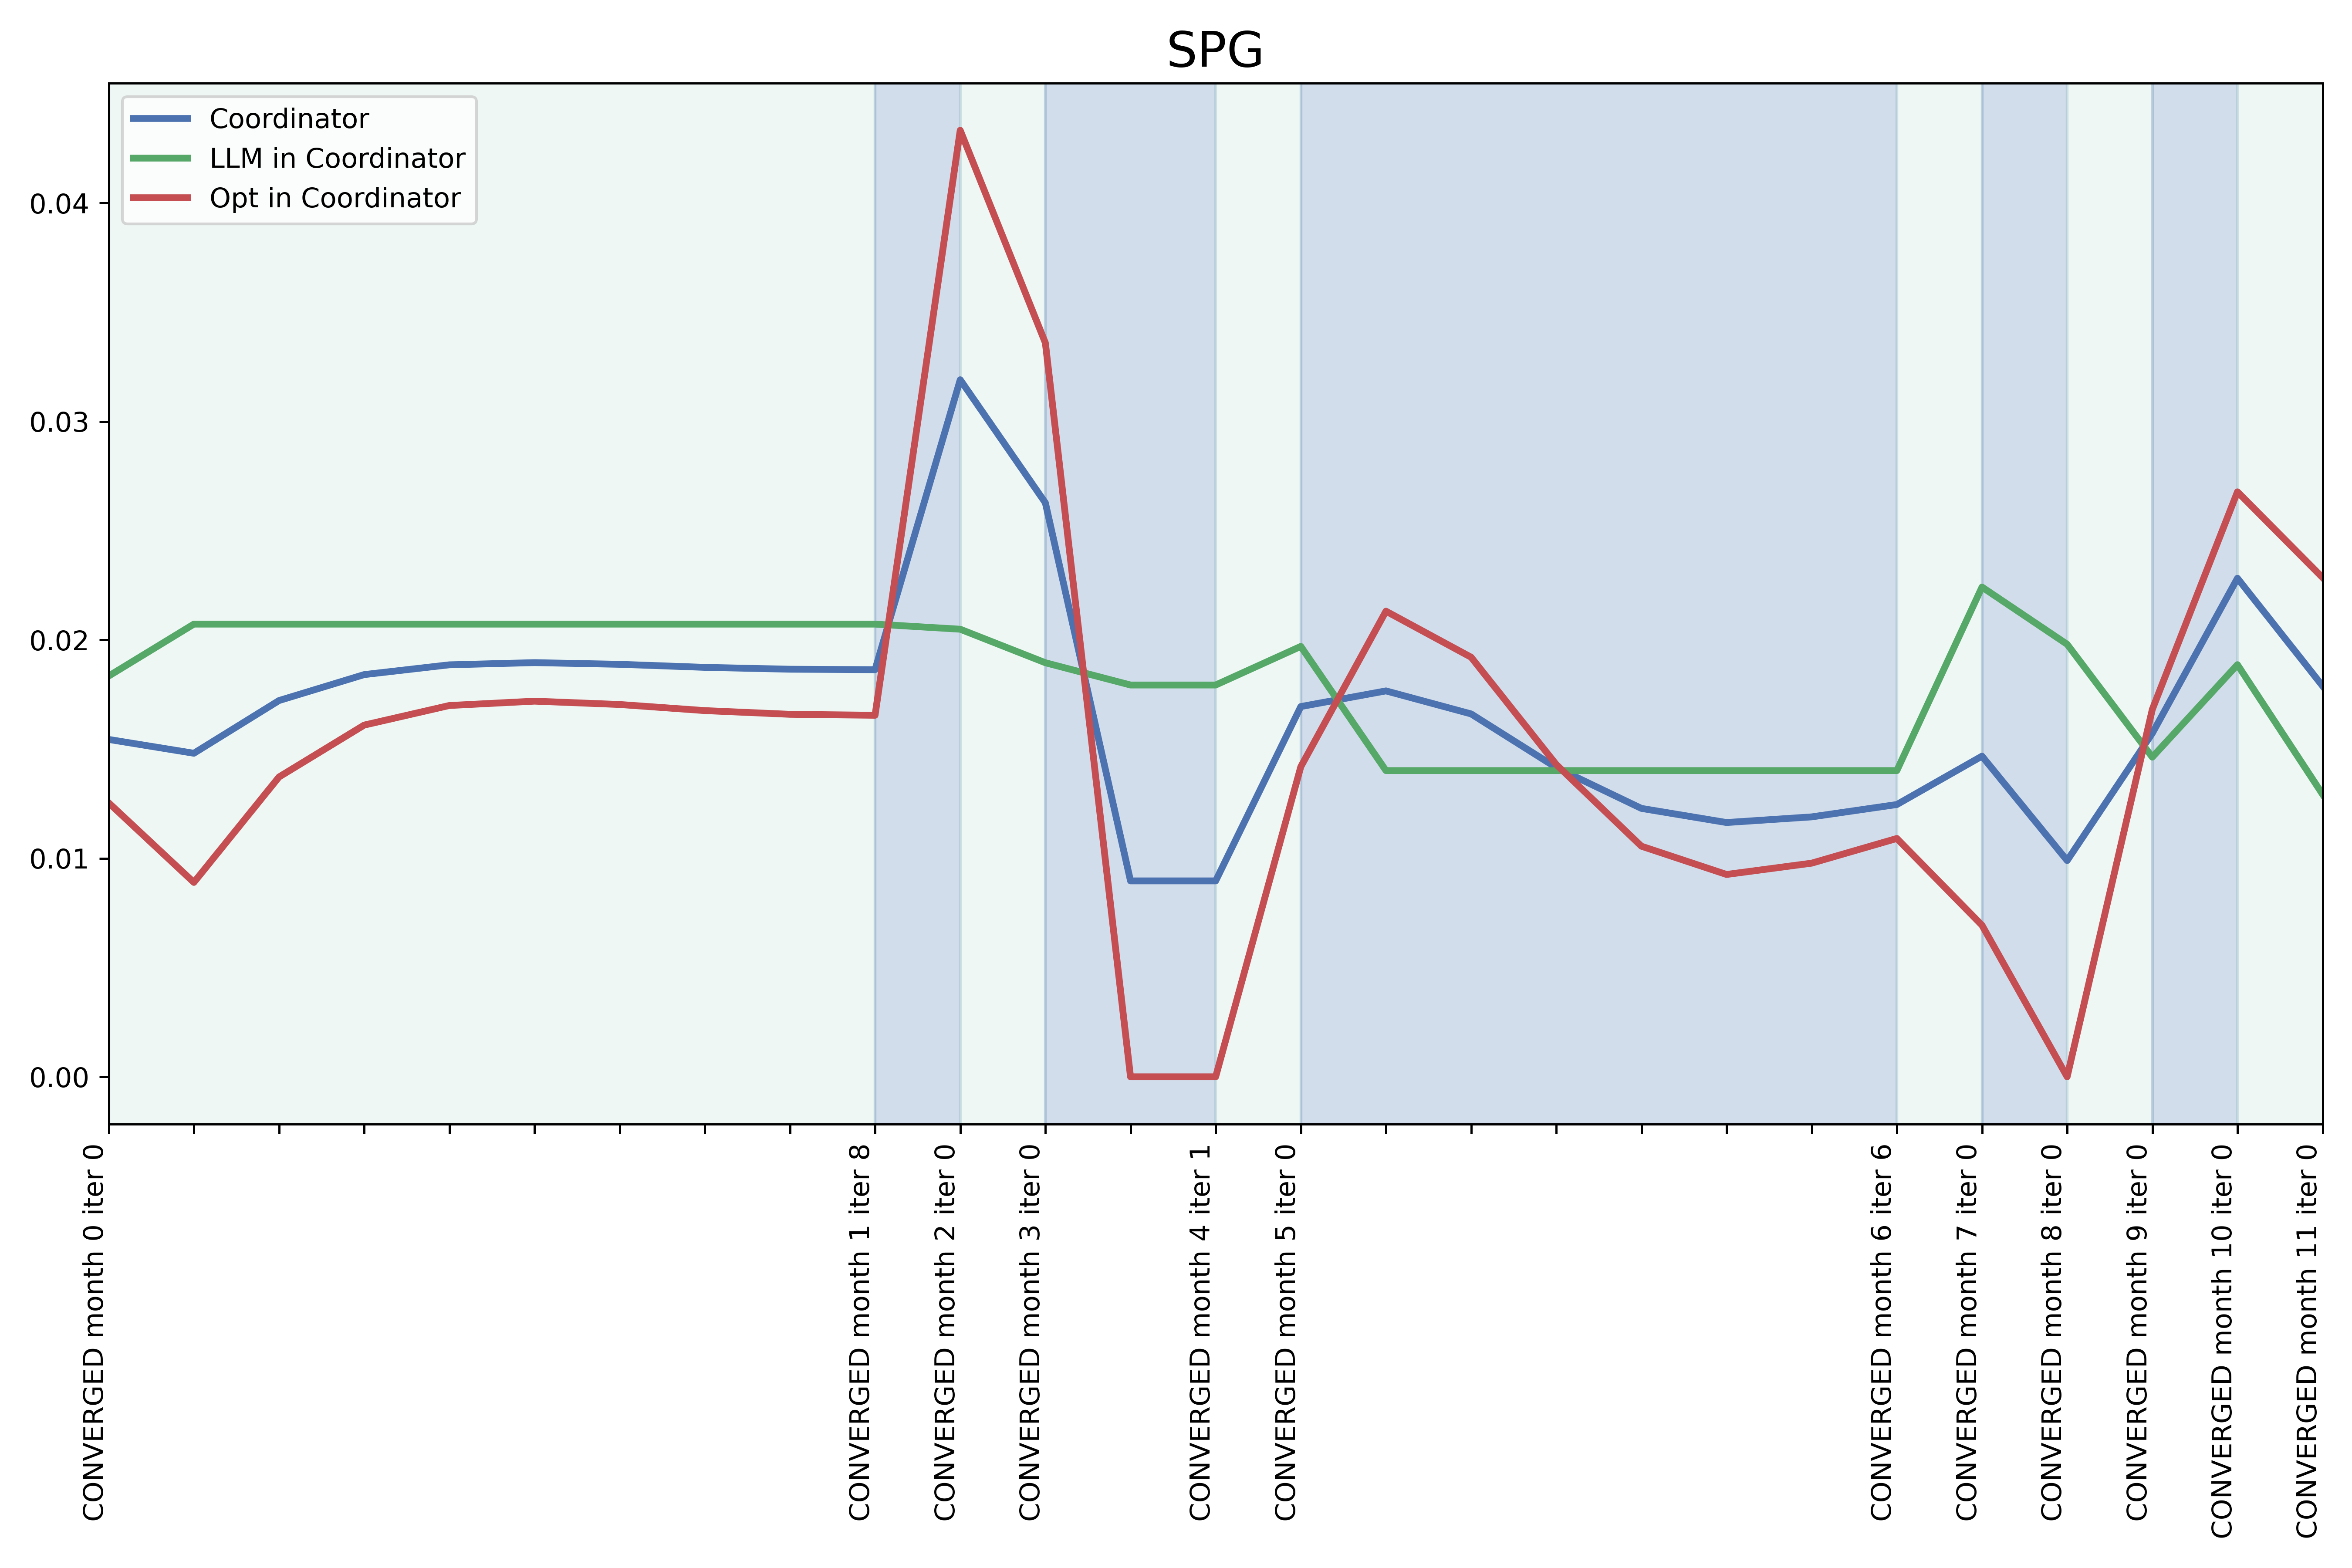 SPG
Coordinator
LLM in Coordinator
Opt in Coordinator
0.04
0.03
0.02
0.01
0.00
CONVERGED month 0 iter 0
CONVERGED month 1 iter 8
CONVERGED month 2 iter 0
CONVERGED month 3 iter 0
CONVERGED month 4 iter 1
CONVERGED month 5 iter 0
CONVERGED month 6 iter 6
CONVERGED month 7 iter 0
CONVERGED month 8 iter 0
CONVERGED month 9 iter 0
CONVERGED month 10 iter 0
CONVERGED month 11 iter 0